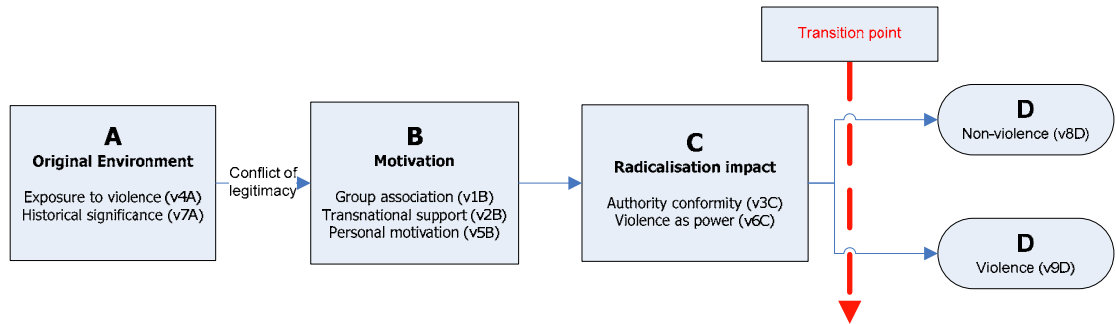 Transition point
A
Original Environment
Exposure to violence (v4A)
Historical significance (v7A)
Conflict of
legitimacy
B
Motivation
Group association (v1B)
Transnational support (v2B)
Personal motivation (v5B)
C
Radicalisation impact
Authority conformity (v3C)
Violence as power (v6C)
D
Non-violence (v8D)
D
Violence (v9D)